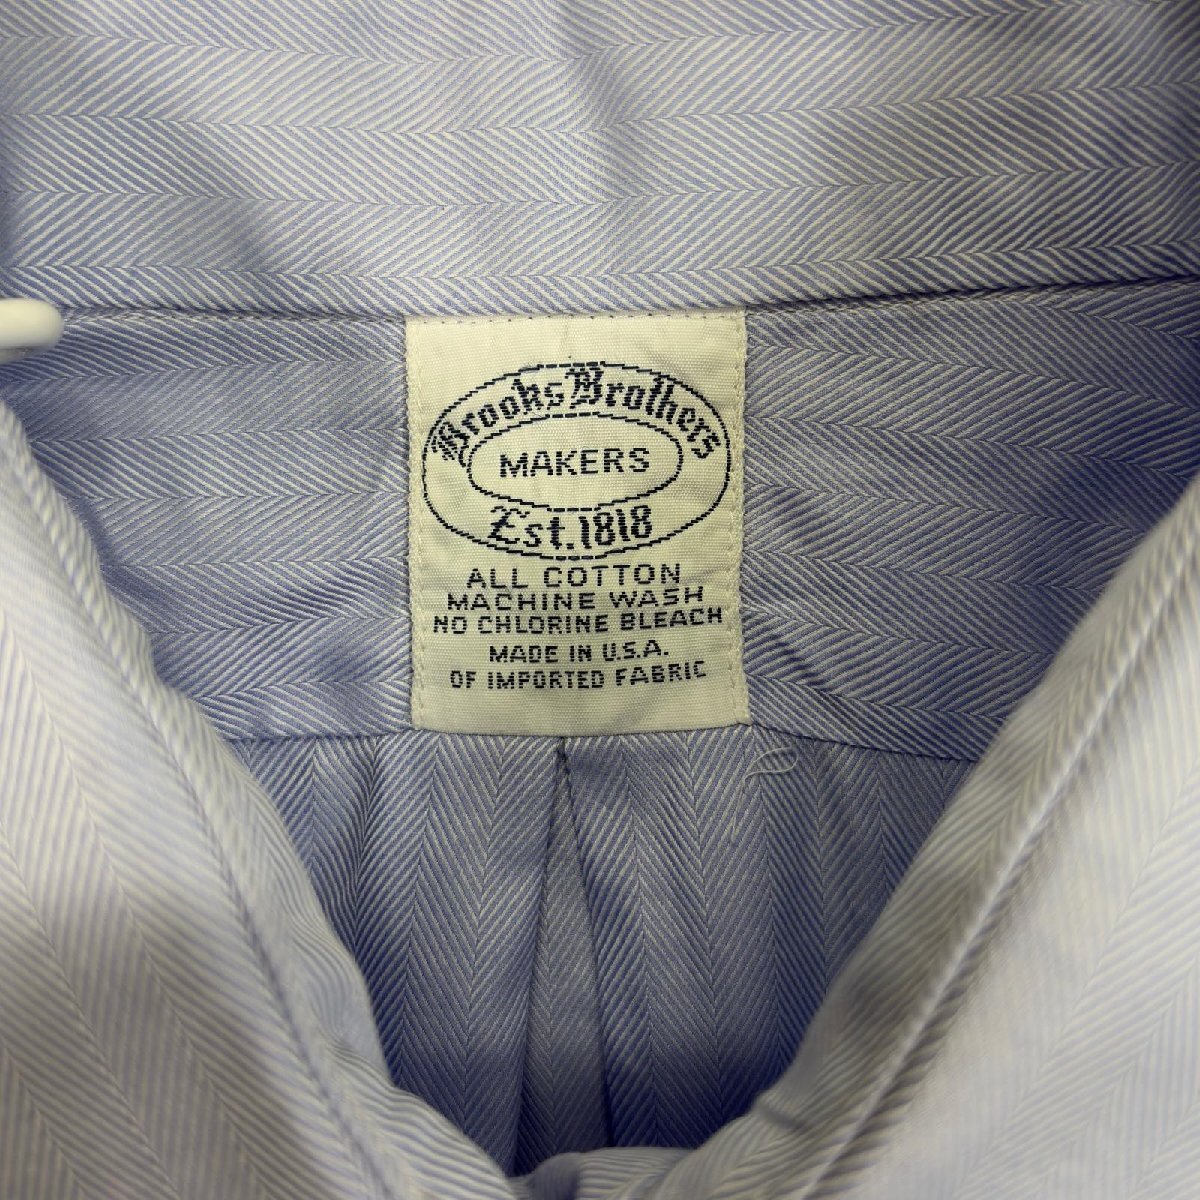 Brooks Brothers
MAKERS
Est. 1818
ALL COTTON
MACHINE WASH
NO CHLORINE BLEACH
MADE IN U.S.A.
OF IMPORTED FABRIC